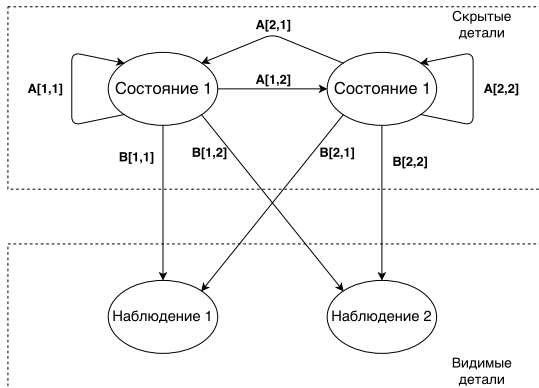 Скрытые
детали
A[2,1]
A[1,1]
Состояние 1
A[1,2]
Состояние 1
A[2,2]
B[1,1]
B[1,2]
B[2,1]
B[2,2]
Наблюдение 1
Наблюдение 2
Видимые
детали